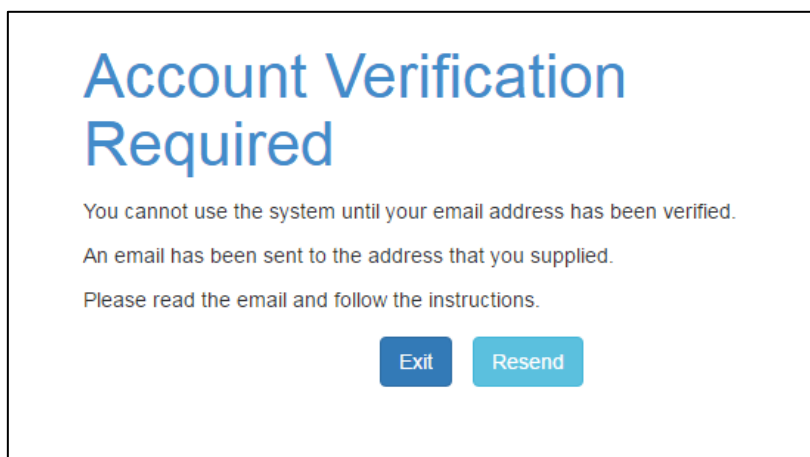 Account Verification
Required
You cannot use the system until your email address has been verified.
An email has been sent to the address that you supplied.
Please read the email and follow the instructions.
Exit Resend